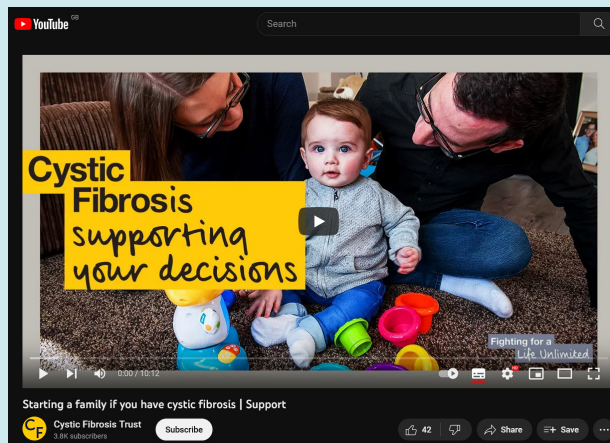 YouTube GB
Search
Cystic
Fibrosis
supporting
your decisions
Fighting for a
Life Unlimited
0:00 / 10:12
Starting a family if you have cystic fibrosis | Support
CF
Cystic Fibrosis Trust
3.8K subscribers
Subscribe
42
Share
Save